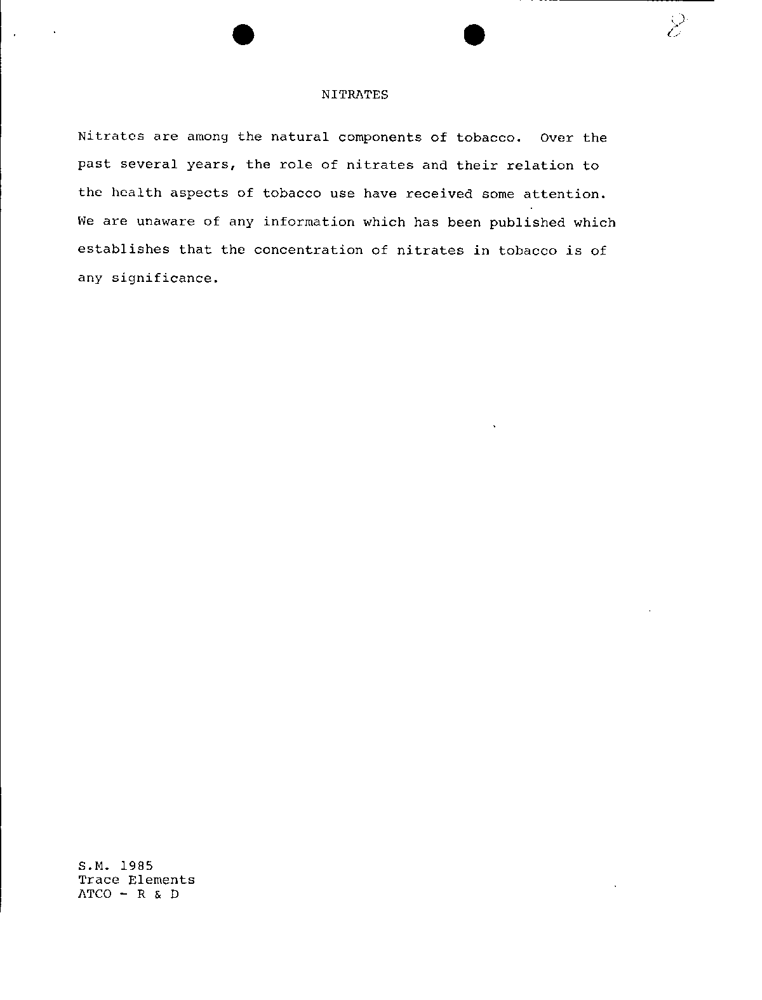 8
NITRATES
Nitrates are among the natural components of tobacco. Over the
past several years, the role of nitrates and their relation to
the health aspects of tobacco use have received some attention.
We are unaware of any information which has been published which
establishes that the concentration of nitrates in tobacco is of
any significance.
S.M. 1985
Trace Elements
ATCO - R & D